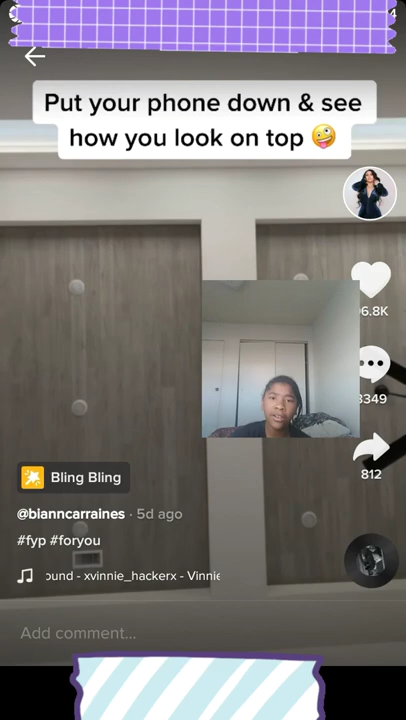 Put your phone down & see
how you look on top 🤪
6.8K
3349
812
Bling Bling
@bianncarraines · 5d ago
#fyp #foryou
ound - xvinnie_hackerx - Vinnie
Add comment...